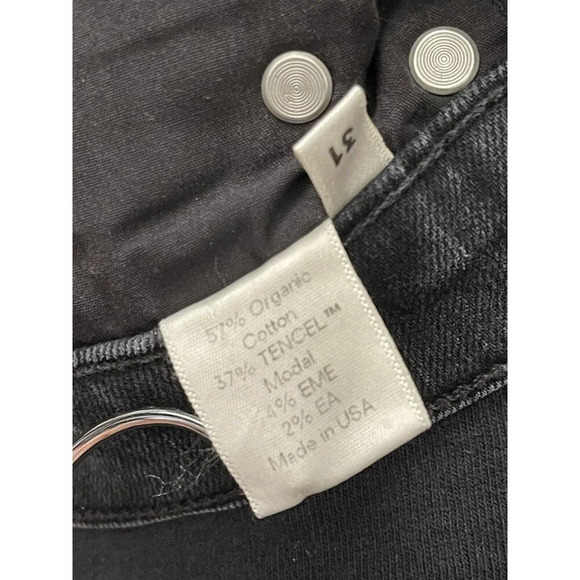 31
57% Organic
Cotton
37% TENCEL™
Modal
4% EME
2% EA
Made in USA